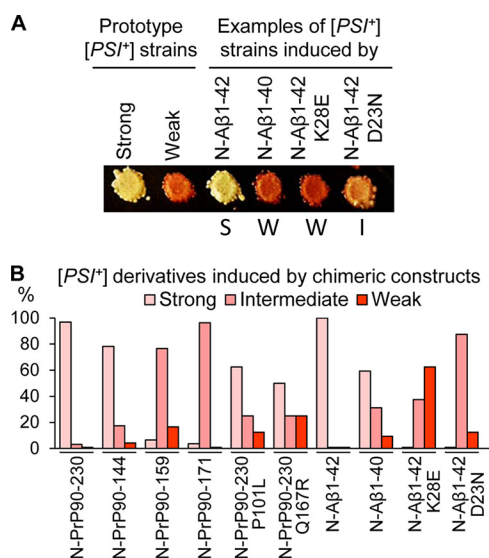 A
Prototype
[PSI+] strains
Examples of [PSI+]
strains induced by
Strong
Weak
N-Aβ1-42
N-Aβ1-40
N-Aβ1-42
K28E
N-Aβ1-42
D23N
S W W I
B
[PSI+] derivatives induced by chimeric constructs
%
Strong Intermediate Weak
100
80
60
40
20
0
N-PrP90-230
N-PrP90-144
N-PrP90-159
N-PrP90-171
N-PrP90-230
P101L
N-PrP90-230
Q167R
N-Aβ1-42
N-Aβ1-40
N-Aβ1-42
K28E
N-Aβ1-42
D23N